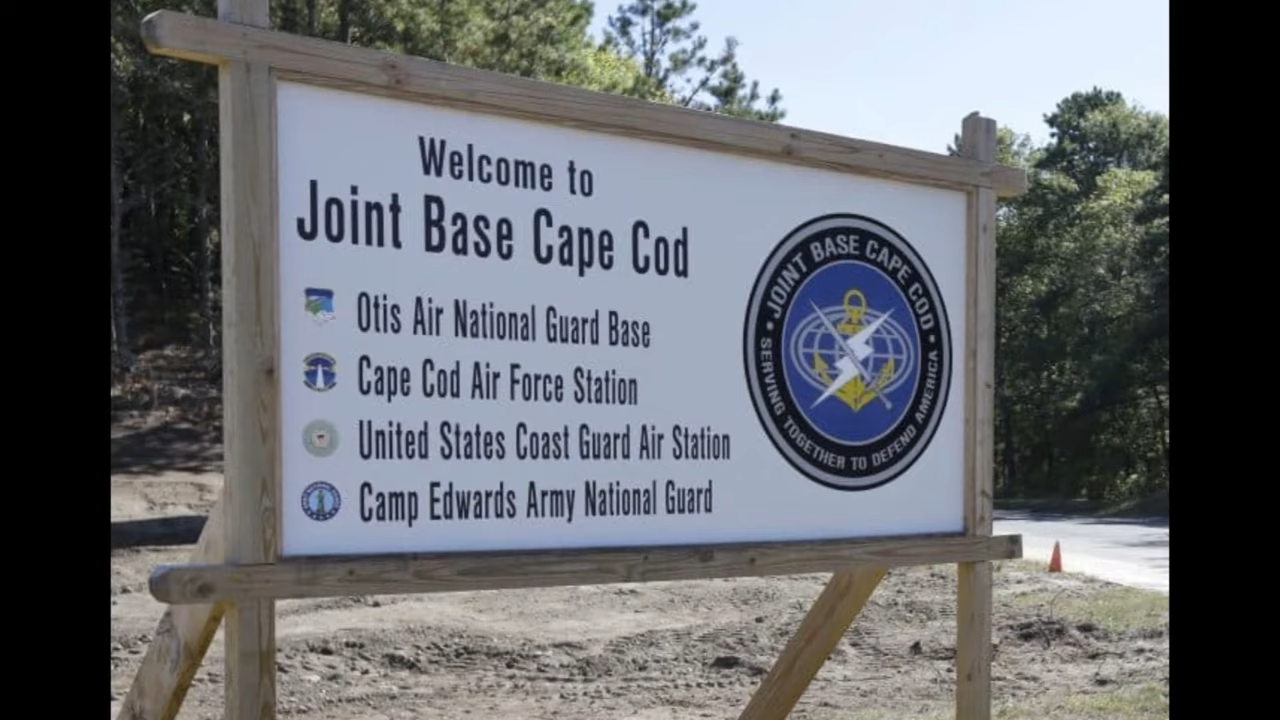 Welcome to
Joint Base Cape Cod
Otis Air National Guard Base
Cape Cod Air Force Station
United States Coast Guard Air Station
Camp Edwards Army National Guard
JOINT BASE CAPE COD
SERVING TOGETHER TO DEFEND AMERICA